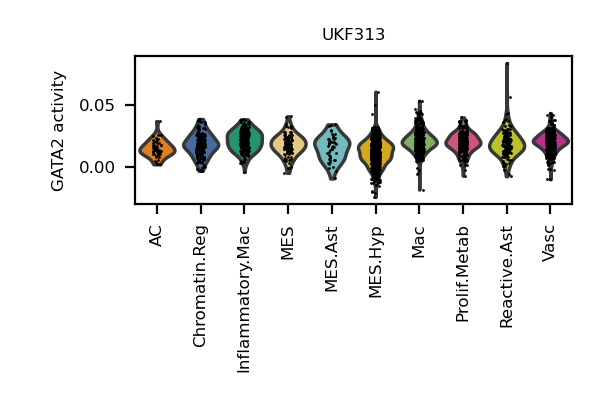 UKF313
GATA2 activity
0.05
0.00
AC
Chromatin.Reg
Inflammatory.Mac
MES
MES.Ast
MES.Hyp
Mac
Prolif.Metab
Reactive.Ast
Vasc